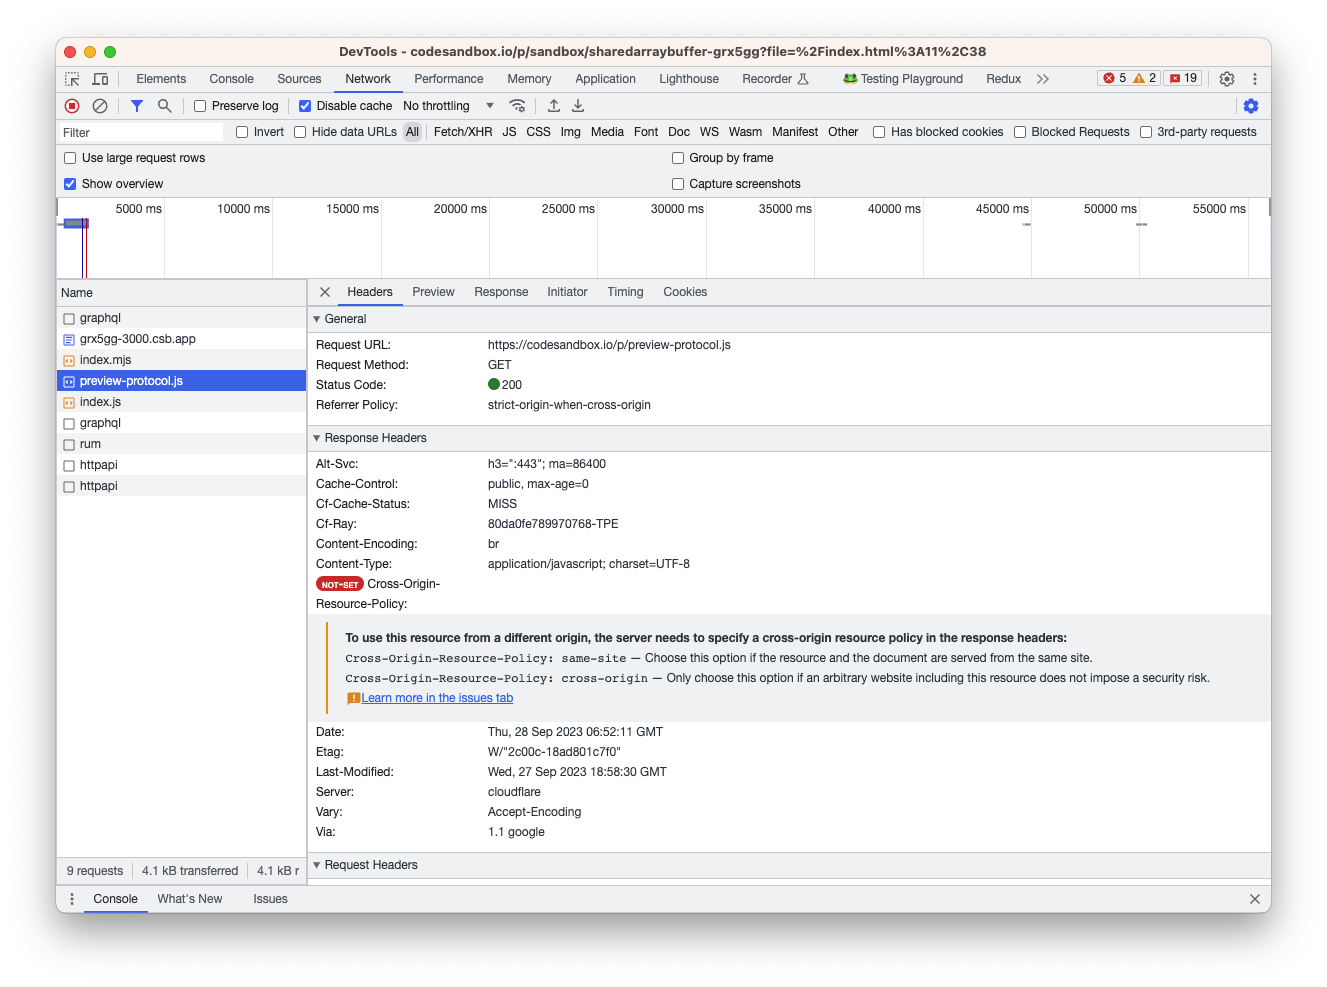 DevTools - codesandbox.io/p/sandbox/sharedarraybuffer-grx5gg?file=%2Findex.html%3A11%2C38
Elements Console Sources Network Performance Memory Application Lighthouse Recorder Testing Playground Redux 5 2 19
Preserve log Disable cache No throttling
Filter Invert Hide data URLs All Fetch/XHR JS CSS Img Media Font Doc WS Wasm Manifest Other Has blocked cookies Blocked Requests 3rd-party requests
Use large request rows Group by frame
Show overview Capture screenshots
5000 ms 10000 ms 15000 ms 20000 ms 25000 ms 30000 ms 35000 ms 40000 ms 45000 ms 50000 ms 55000 ms
Name
graphql
grx5gg-3000.csb.app
index.mjs
preview-protocol.js
index.js
graphql
rum
httpapi
httpapi
9 requests 4.1 kB transferred 4.1 kB r
Headers Preview Response Initiator Timing Cookies
General
Request URL: https://codesandbox.io/p/preview-protocol.js
Request Method: GET
Status Code: 200
Referrer Policy: strict-origin-when-cross-origin
Response Headers
Alt-Svc: h3=":443"; ma=86400
Cache-Control: public, max-age=0
Cf-Cache-Status: MISS
Cf-Ray: 80da0fe789970768-TPE
Content-Encoding: br
Content-Type: application/javascript; charset=UTF-8
NOT-SET Cross-Origin-
Resource-Policy:
To use this resource from a different origin, the server needs to specify a cross-origin resource policy in the response headers:
Cross-Origin-Resource-Policy: same-site — Choose this option if the resource and the document are served from the same site.
Cross-Origin-Resource-Policy: cross-origin — Only choose this option if an arbitrary website including this resource does not impose a security risk.
Learn more in the issues tab
Date: Thu, 28 Sep 2023 06:52:11 GMT
Etag: W/"2c00c-18ad801c7f0"
Last-Modified: Wed, 27 Sep 2023 18:58:30 GMT
Server: cloudflare
Vary: Accept-Encoding
Via: 1.1 google
Request Headers
Console What's New Issues